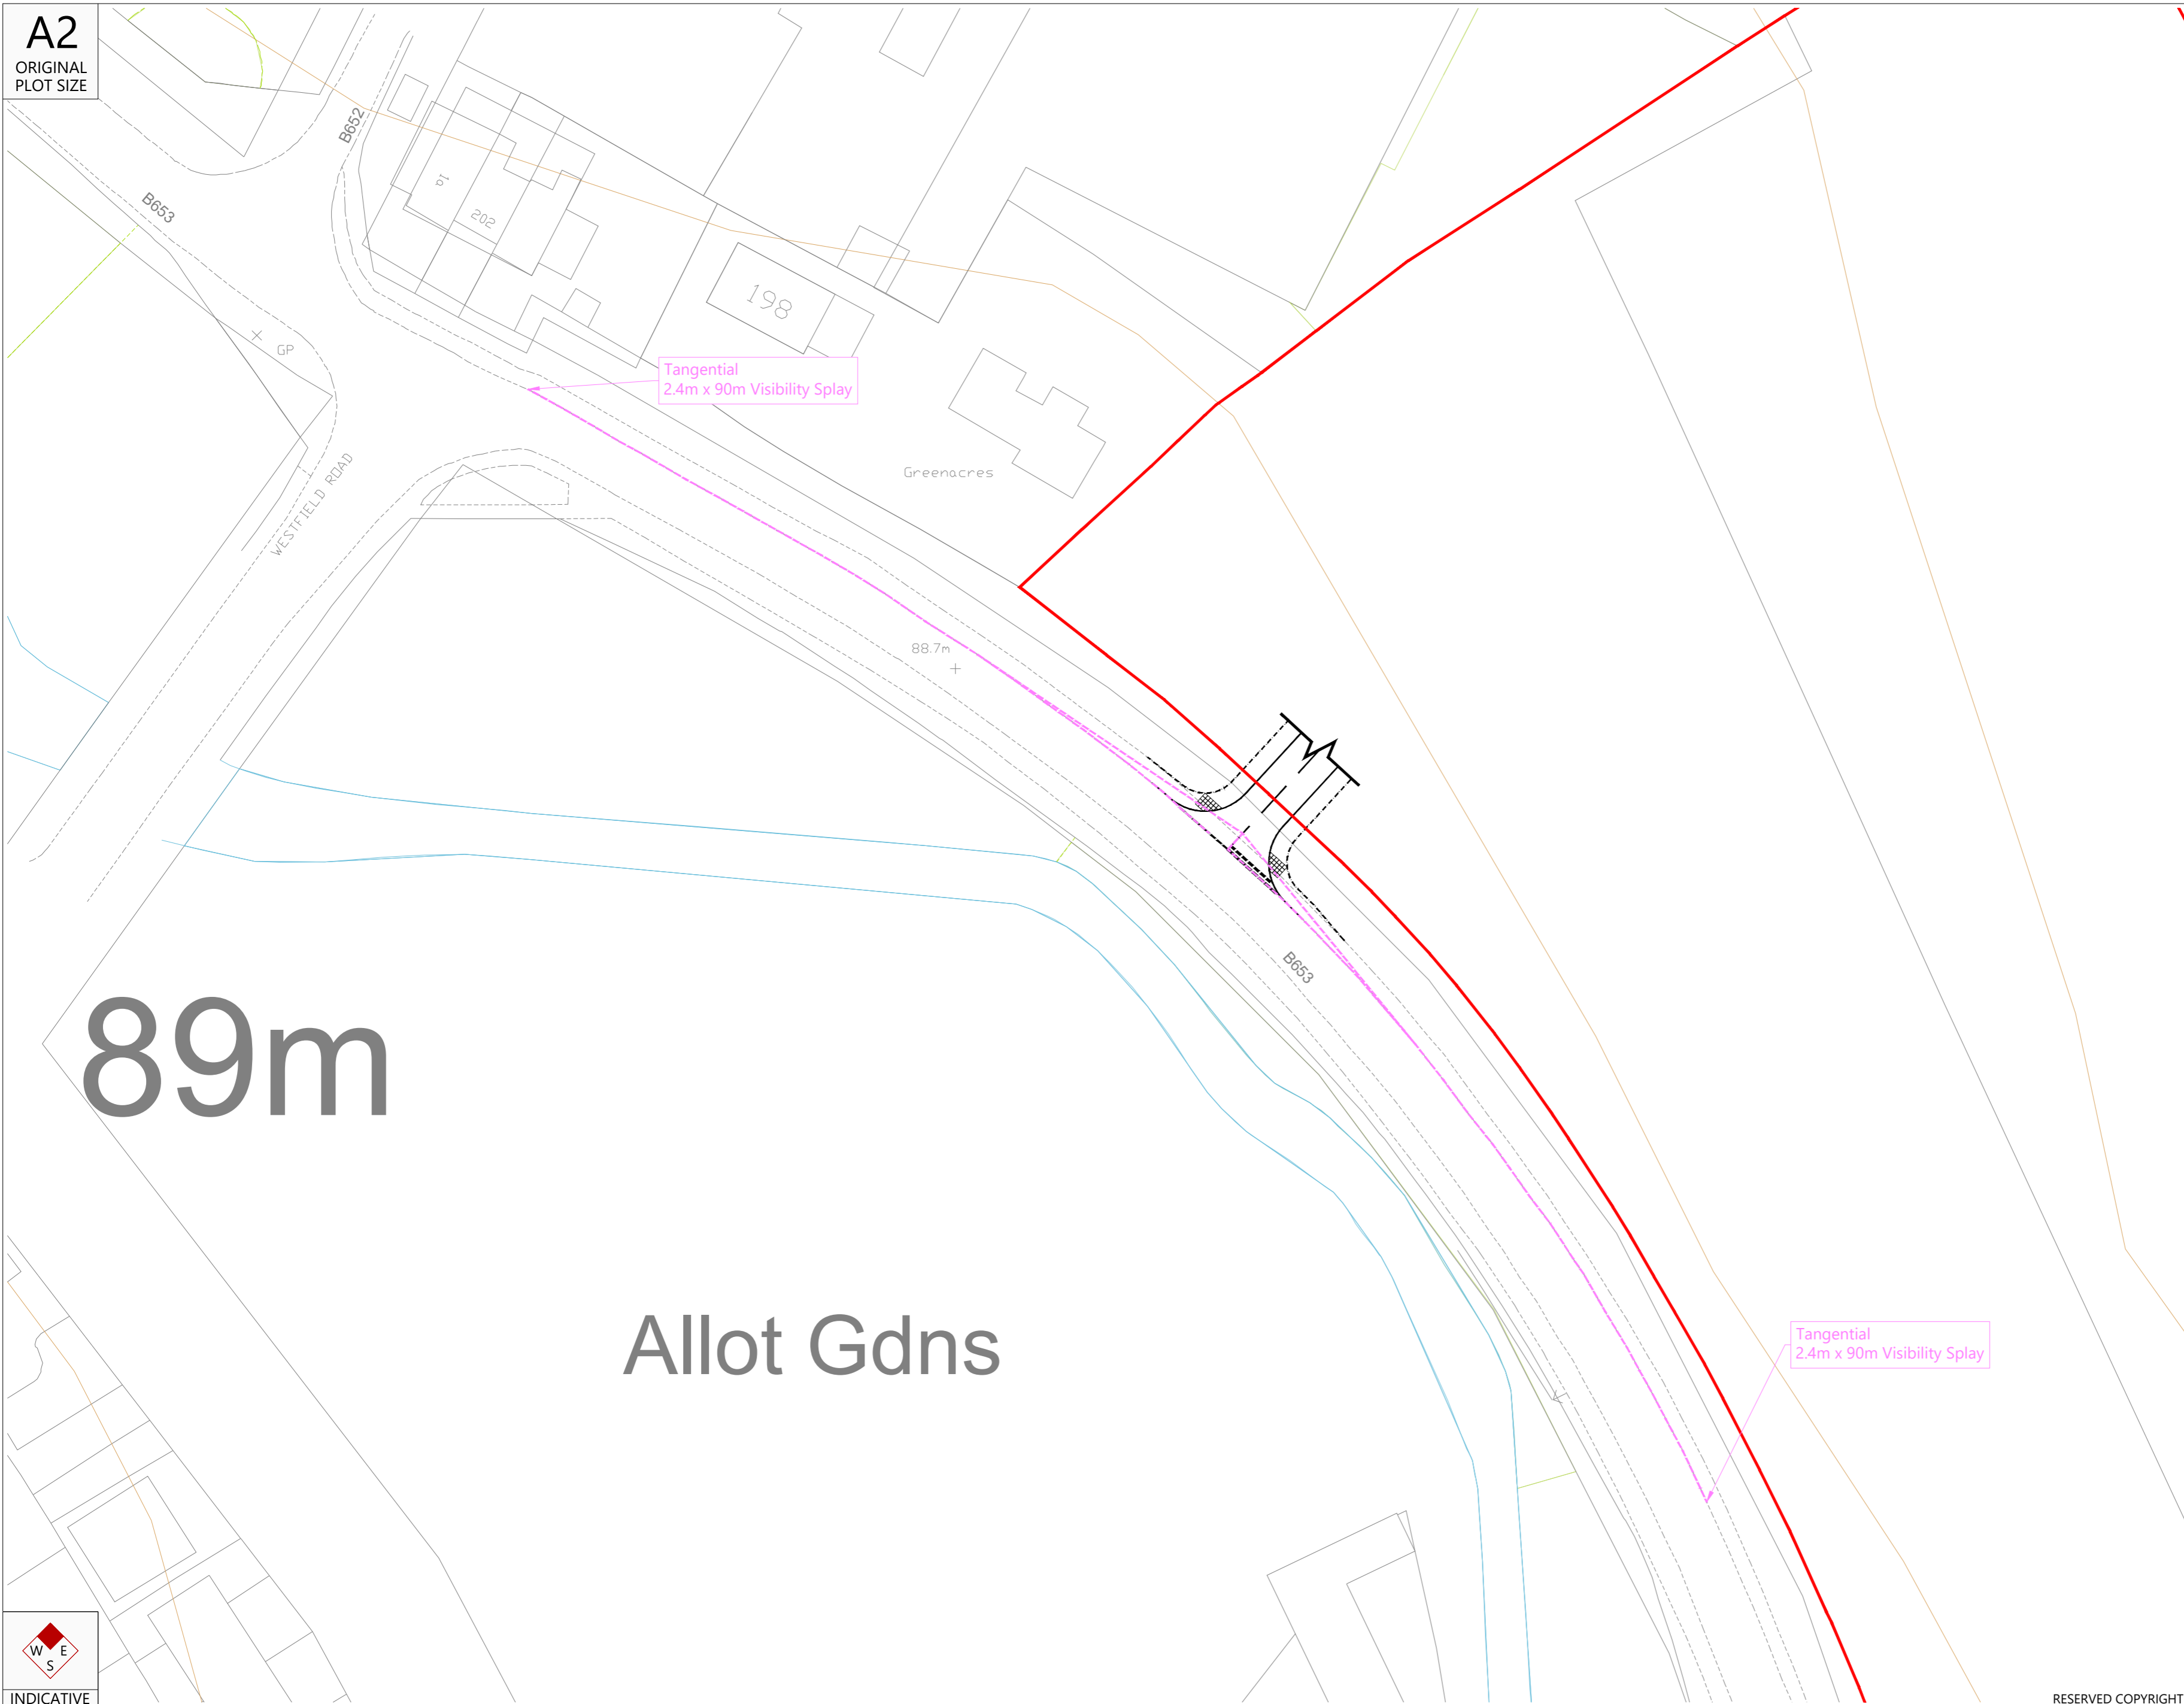 A2
ORIGINAL
PLOT SIZE
B652
B653
1a
202
198
GP
Tangential
2.4m x 90m Visibility Splay
Greenacres
WESTFIELD ROAD
88.7m
B653
89m
Allot Gdns
Tangential
2.4m x 90m Visibility Splay
W E
S
INDICATIVE
RESERVED COPYRIGHT